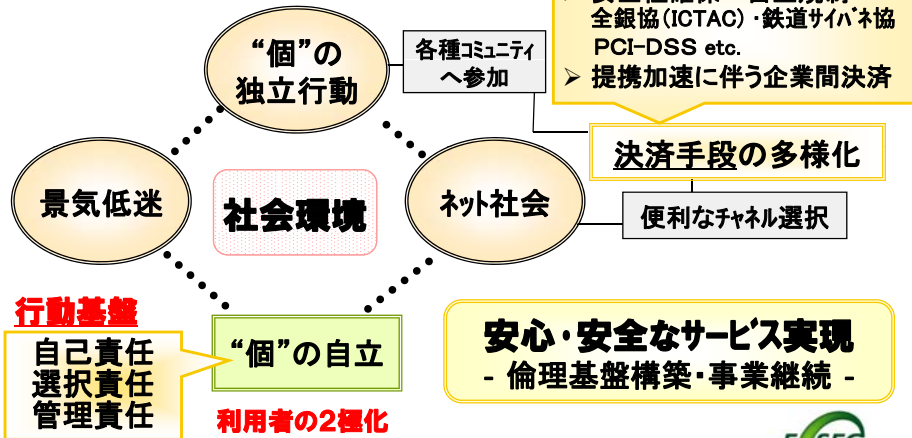 全銀協(ICTAC)・鉄道サイバネ協
PCI-DSS etc.
➢ 提携加速に伴う企業間決済
“個”の
独立行動
各種コミュニティ
へ参加
決済手段の多様化
景気低迷
社会環境
ネット社会
便利なチャネル選択
行動基盤
自己責任
選択責任
管理責任
“個”の自立
利用者の2極化
安心・安全なサービス実現
- 倫理基盤構築・事業継続 -